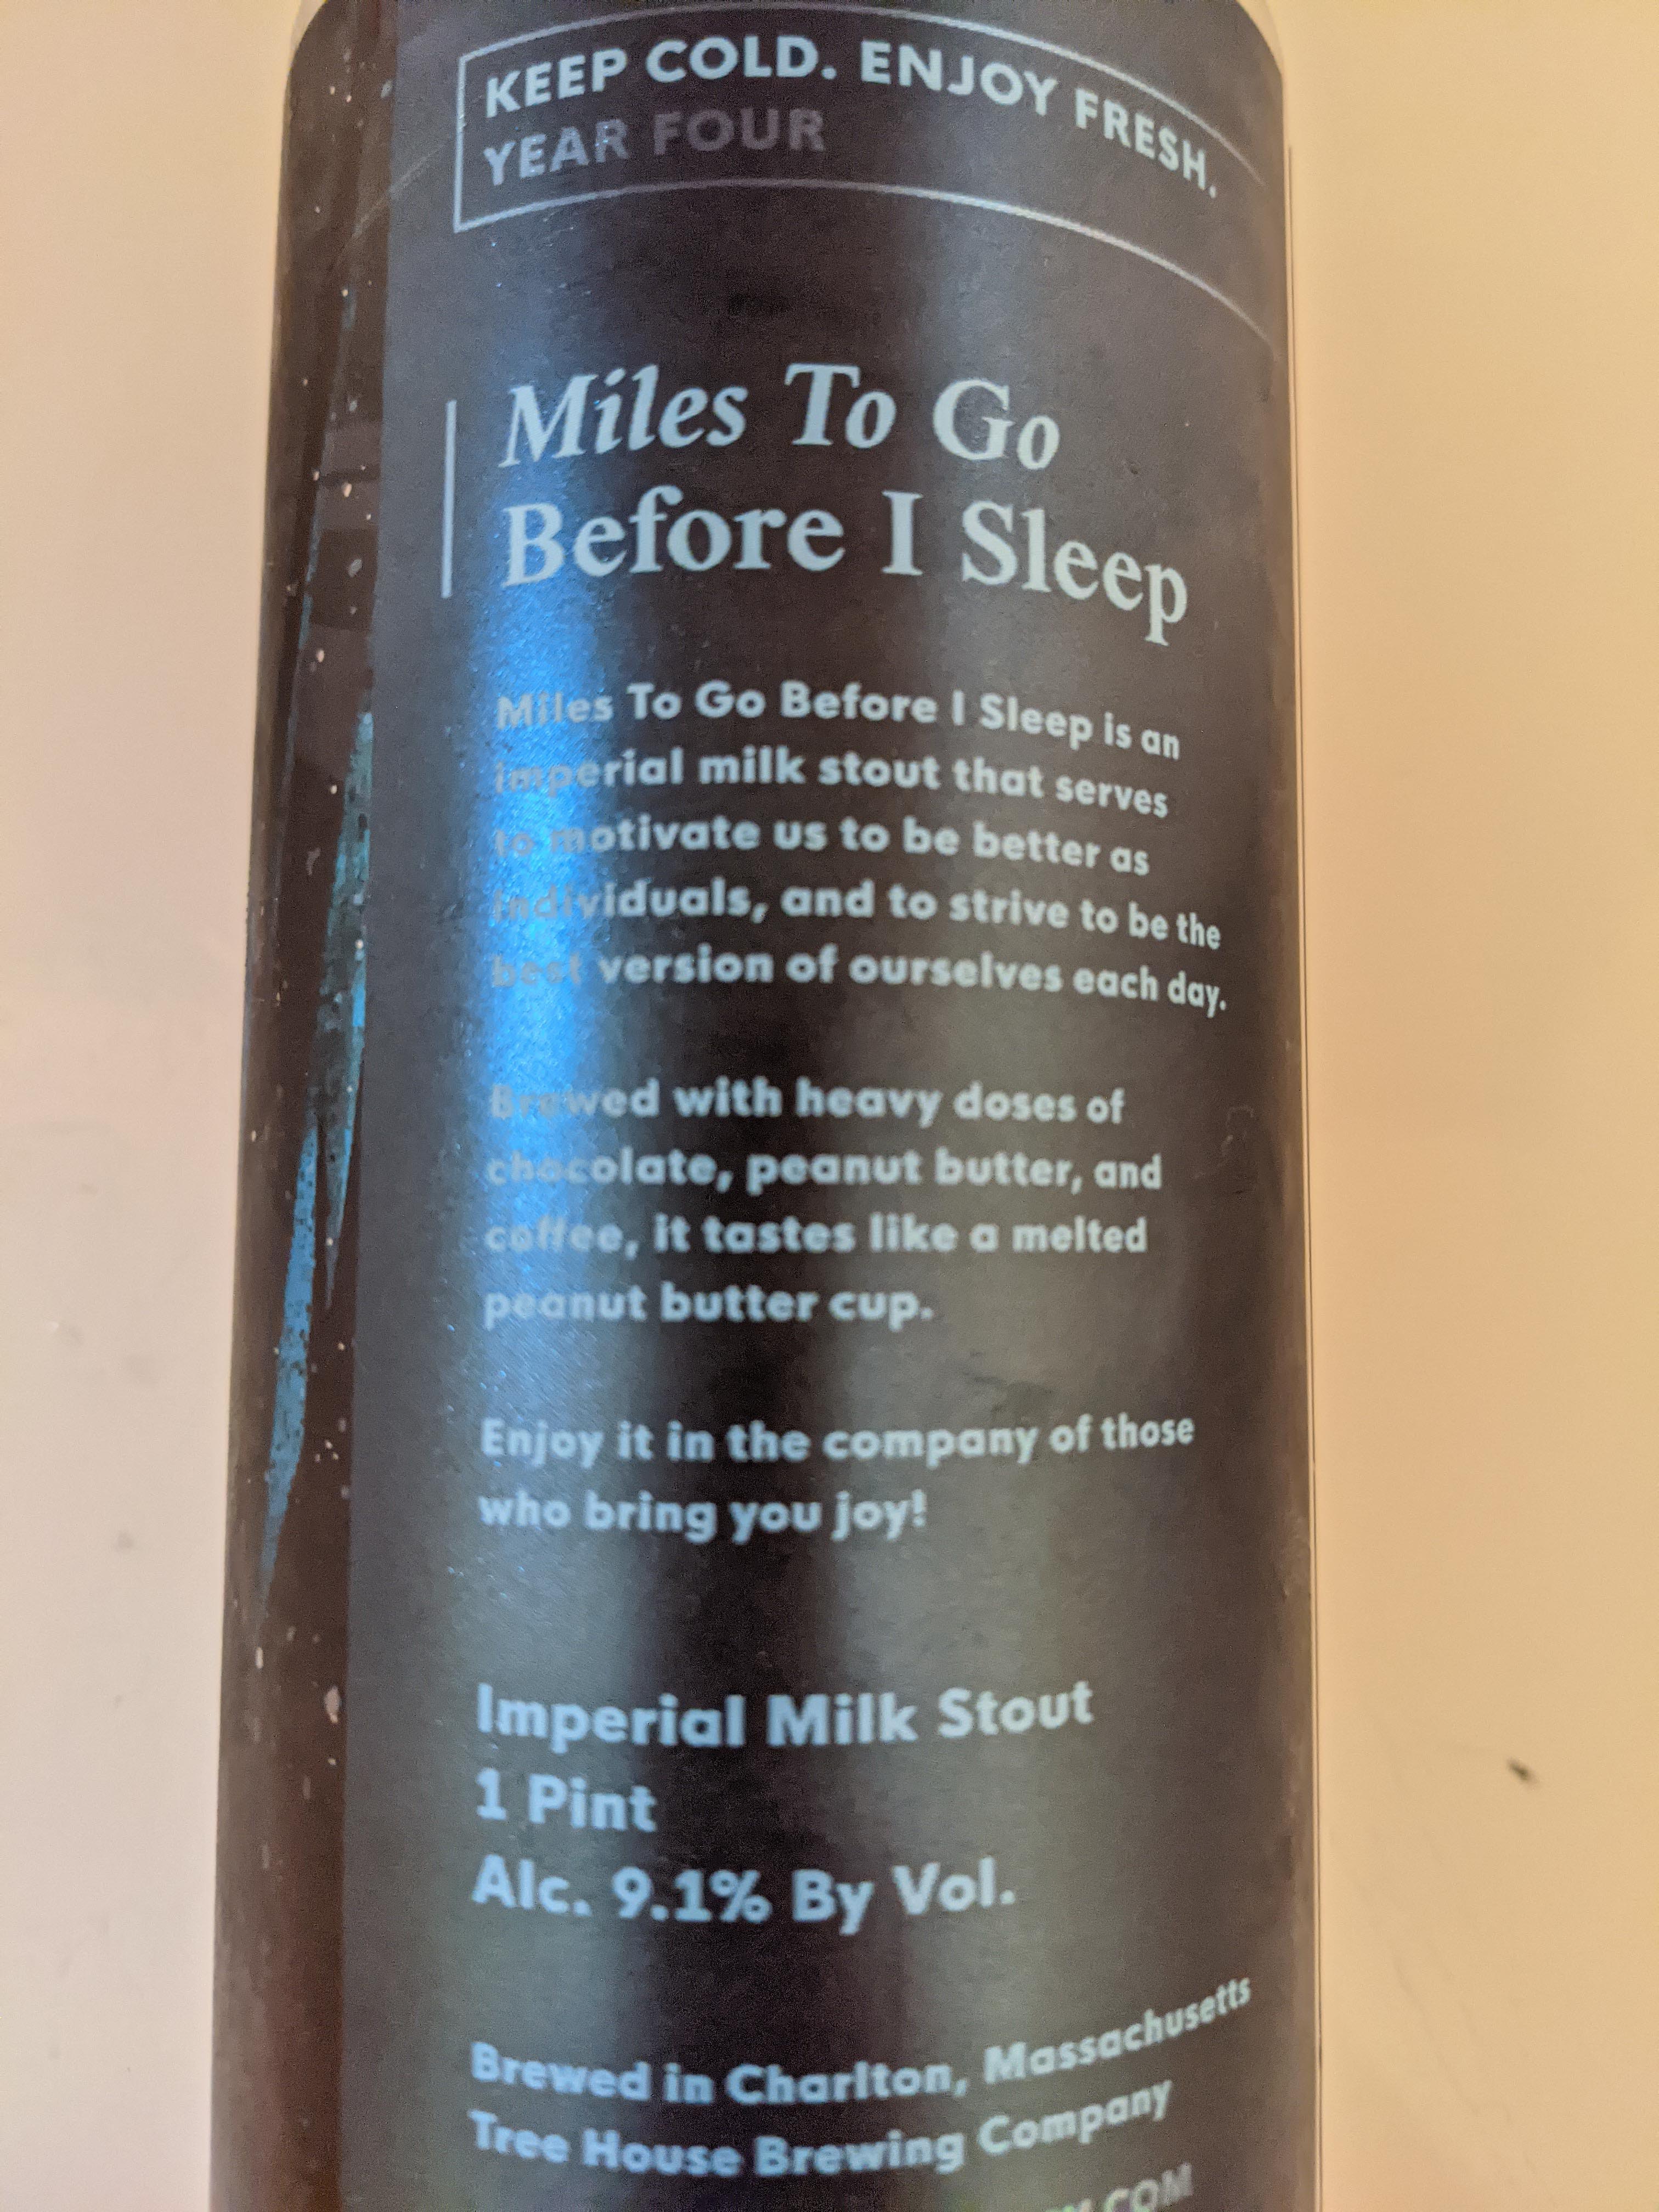 KEEP COLD. ENJOY FRESH.
YEAR FOUR
Miles To Go
Before I Sleep
Miles To Go Before I Sleep is an
imperial milk stout that serves
to motivate us to be better as
individuals, and to strive to be the
best version of ourselves each day.
Brewed with heavy doses of
chocolate, peanut butter, and
coffee, it tastes like a melted
peanut butter cup.
Enjoy it in the company of those
who bring you joy!
Imperial Milk Stout
1 Pint
Alc. 9.1% By Vol.
Brewed in Charlton, Massachusetts
Tree House Brewing Company
.COM